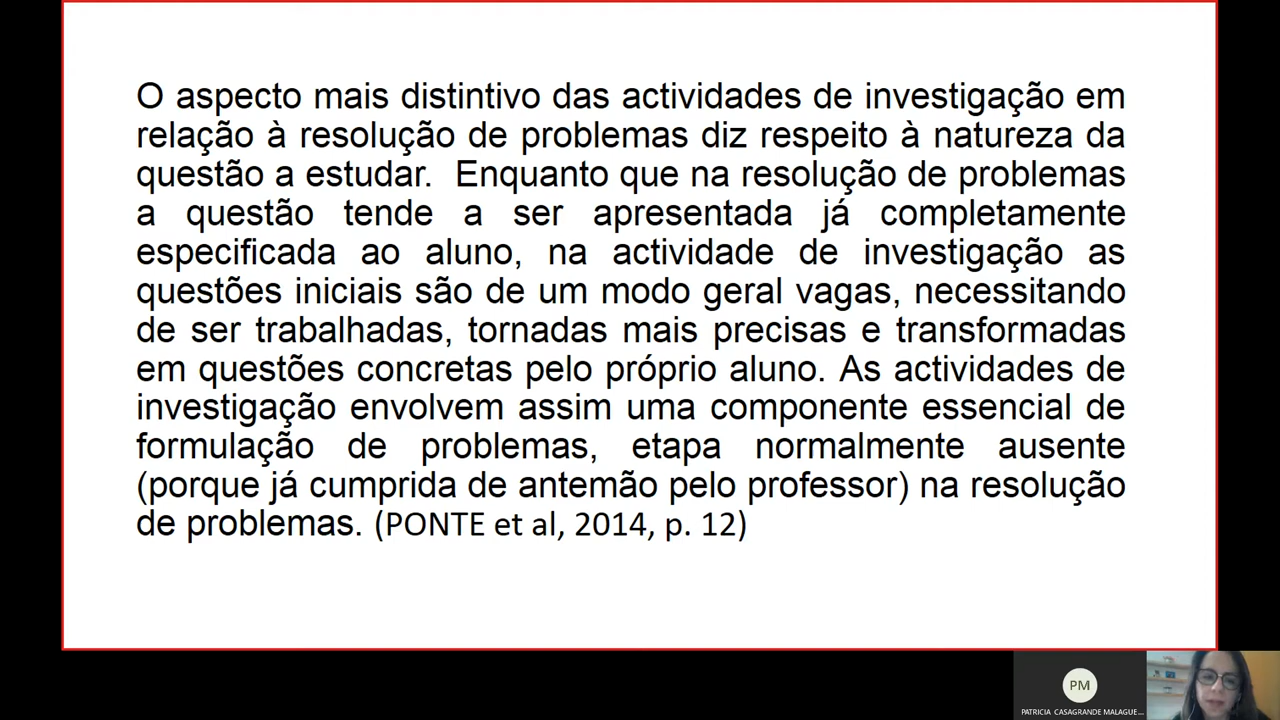 O aspecto mais distintivo das actividades de investigação em
relação à resolução de problemas diz respeito à natureza da
questão a estudar.  Enquanto que na resolução de problemas
a questão tende a ser apresentada já completamente
especificada ao aluno, na actividade de investigação as
questões iniciais são de um modo geral vagas, necessitando
de ser trabalhadas, tornadas mais precisas e transformadas
em questões concretas pelo próprio aluno. As actividades de
investigação envolvem assim uma componente essencial de
formulação de problemas, etapa normalmente ausente
(porque já cumprida de antemão pelo professor) na resolução
de problemas. (PONTE et al, 2014, p. 12)
PM
PATRICIA CASAGRANDE MALAGUE...